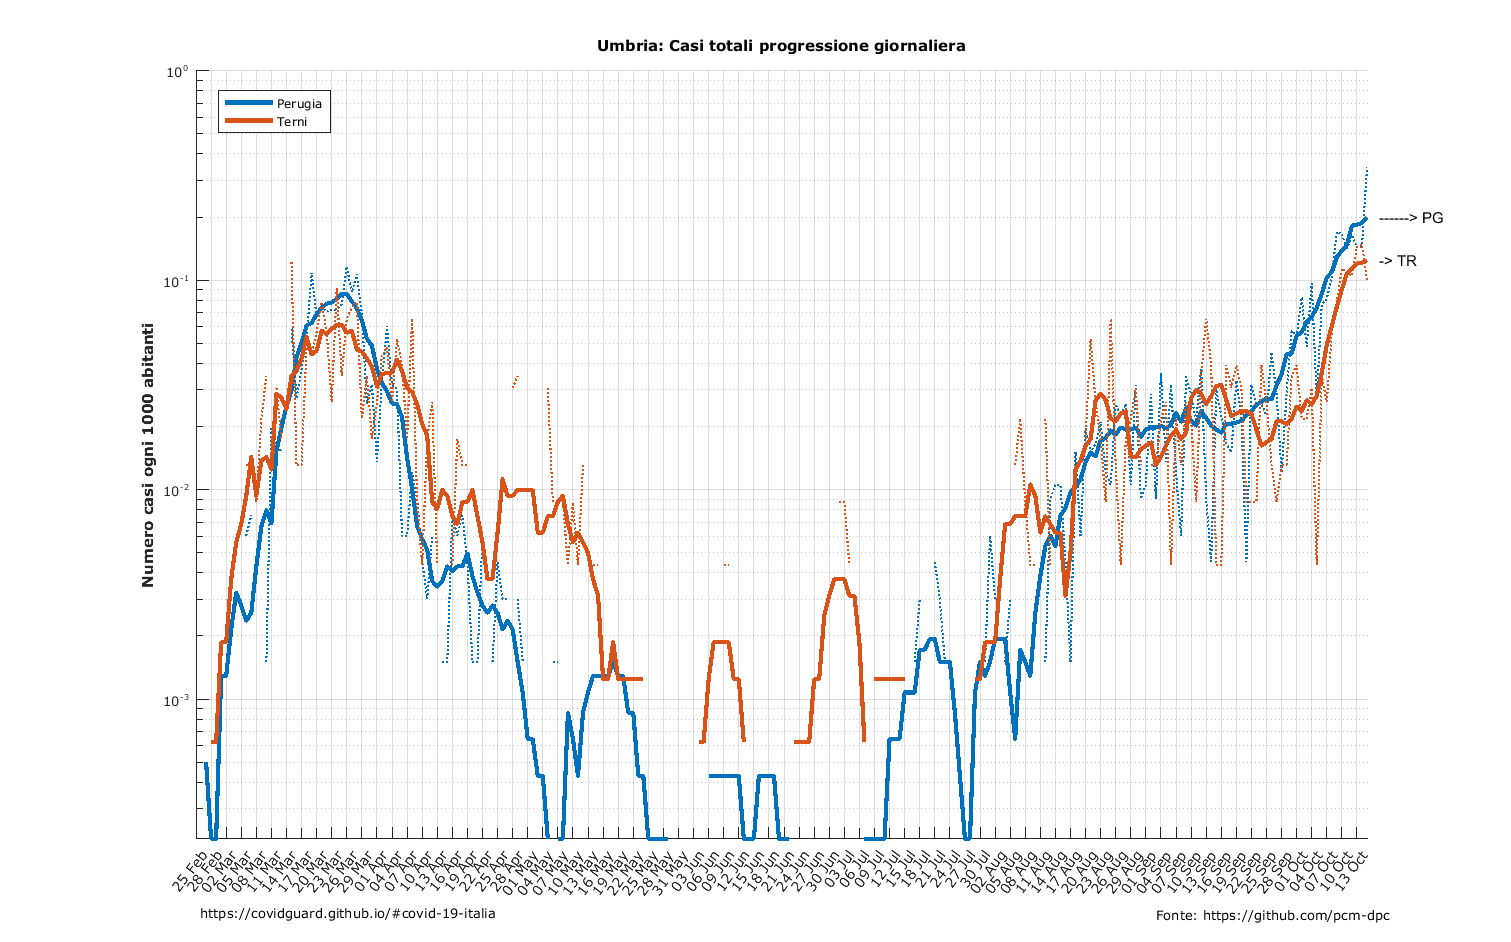 Umbria: Casi totali progressione giornaliera
10⁰
10⁻¹
10⁻²
10⁻³
Numero casi ogni 1000 abitanti
Perugia
Terni
------> PG
-> TR
25 Feb
28 Feb
02 Mar
05 Mar
08 Mar
11 Mar
14 Mar
17 Mar
20 Mar
23 Mar
26 Mar
29 Mar
01 Apr
04 Apr
07 Apr
10 Apr
13 Apr
16 Apr
19 Apr
22 Apr
25 Apr
28 Apr
01 May
04 May
07 May
10 May
13 May
16 May
19 May
22 May
25 May
28 May
31 May
03 Jun
06 Jun
09 Jun
12 Jun
15 Jun
18 Jun
21 Jun
24 Jun
27 Jun
30 Jun
03 Jul
06 Jul
09 Jul
12 Jul
15 Jul
18 Jul
21 Jul
24 Jul
27 Jul
30 Jul
02 Aug
05 Aug
08 Aug
11 Aug
14 Aug
17 Aug
20 Aug
23 Aug
26 Aug
29 Aug
01 Sep
04 Sep
07 Sep
10 Sep
13 Sep
16 Sep
19 Sep
22 Sep
25 Sep
28 Sep
01 Oct
04 Oct
07 Oct
10 Oct
13 Oct
https://covidguard.github.io/#covid-19-italia
Fonte: https://github.com/pcm-dpc